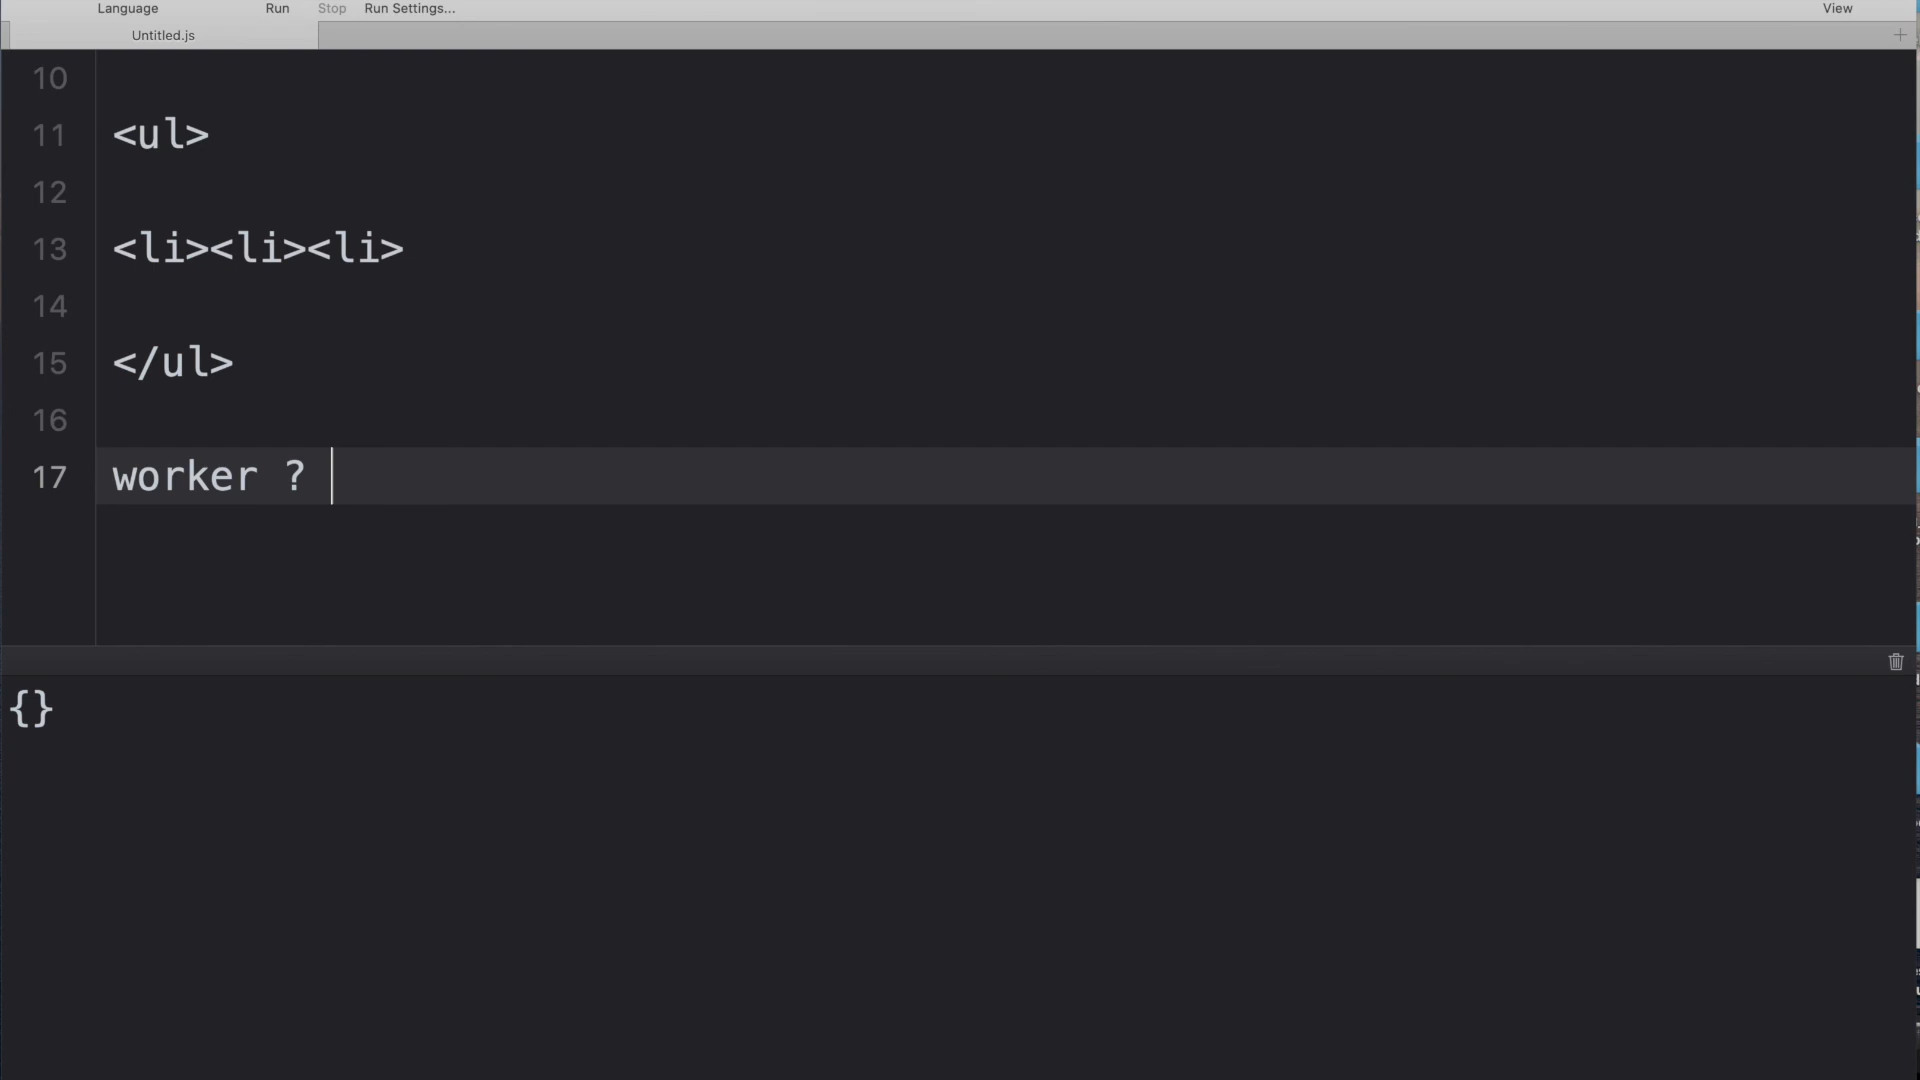 Language Run Stop Run Settings... View
Untitled.js
10
11 <ul>
12
13 <li><li><li>
14
15 </ul>
16
17 worker ?
{}